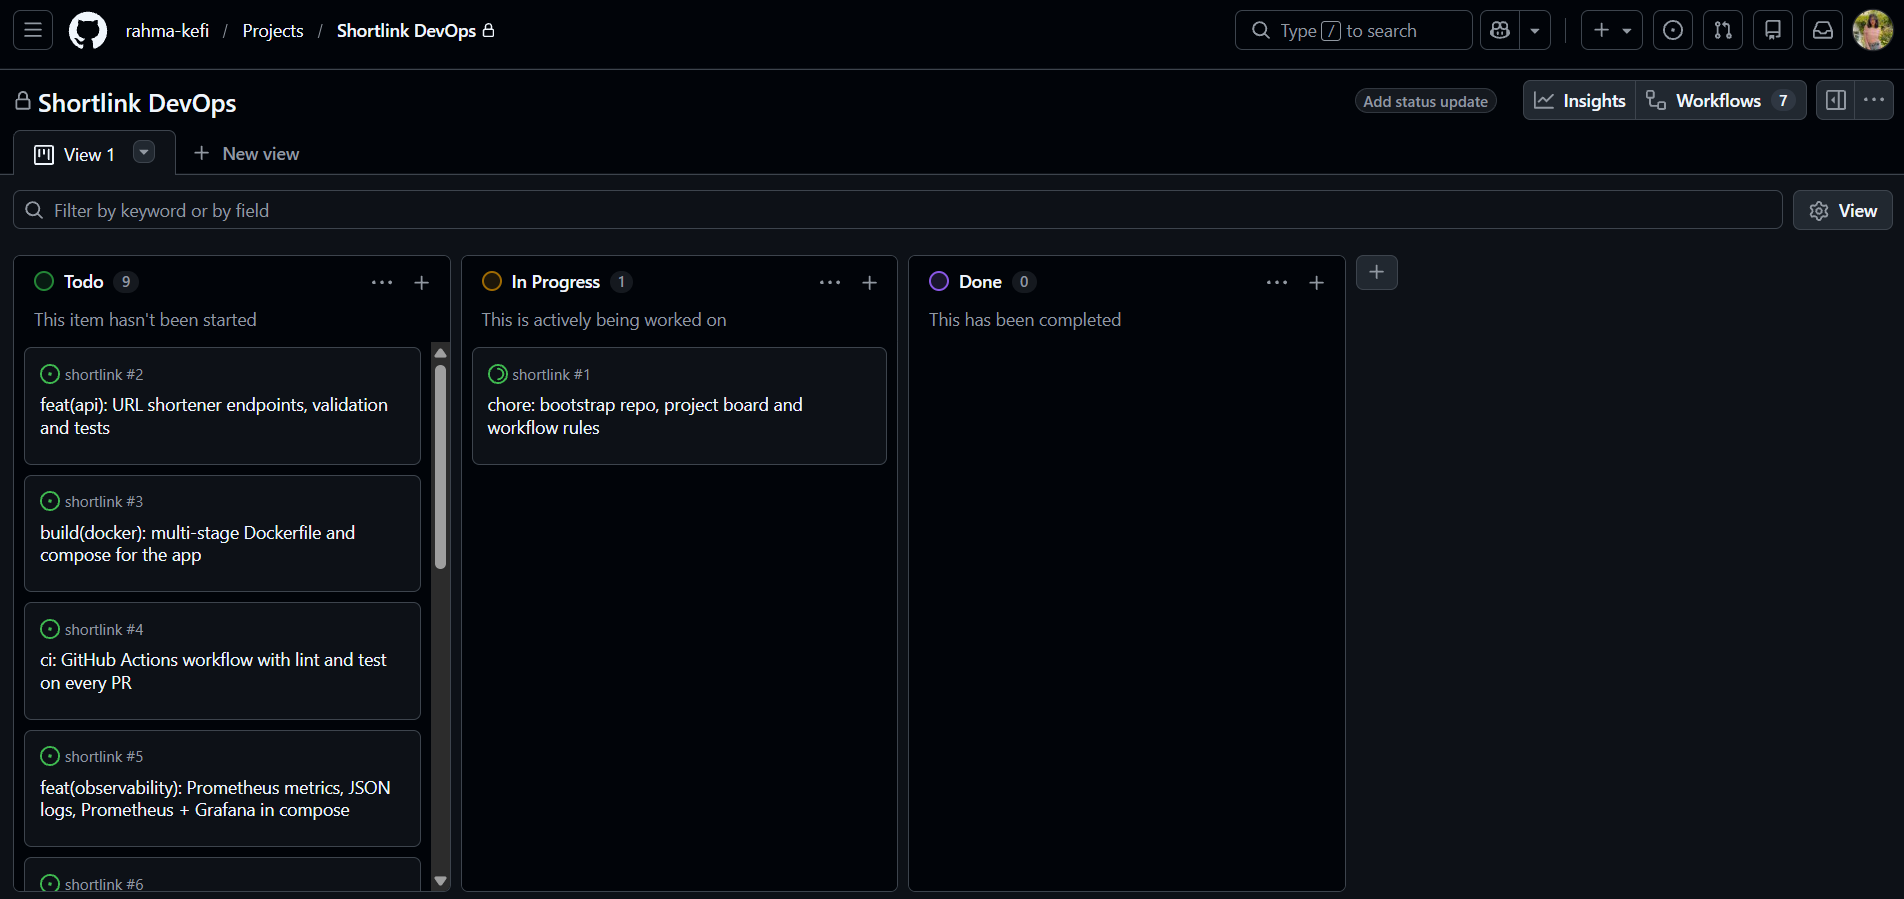 rahma-kefi / Projects / Shortlink DevOps
Type / to search
Shortlink DevOps
Add status update
Insights
Workflows 7
View 1
New view
Filter by keyword or by field
View
Todo 9
This item hasn't been started
shortlink #2
feat(api): URL shortener endpoints, validation
and tests
shortlink #3
build(docker): multi-stage Dockerfile and
compose for the app
shortlink #4
ci: GitHub Actions workflow with lint and test
on every PR
shortlink #5
feat(observability): Prometheus metrics, JSON
logs, Prometheus + Grafana in compose
shortlink #6
In Progress 1
This is actively being worked on
shortlink #1
chore: bootstrap repo, project board and
workflow rules
Done 0
This has been completed